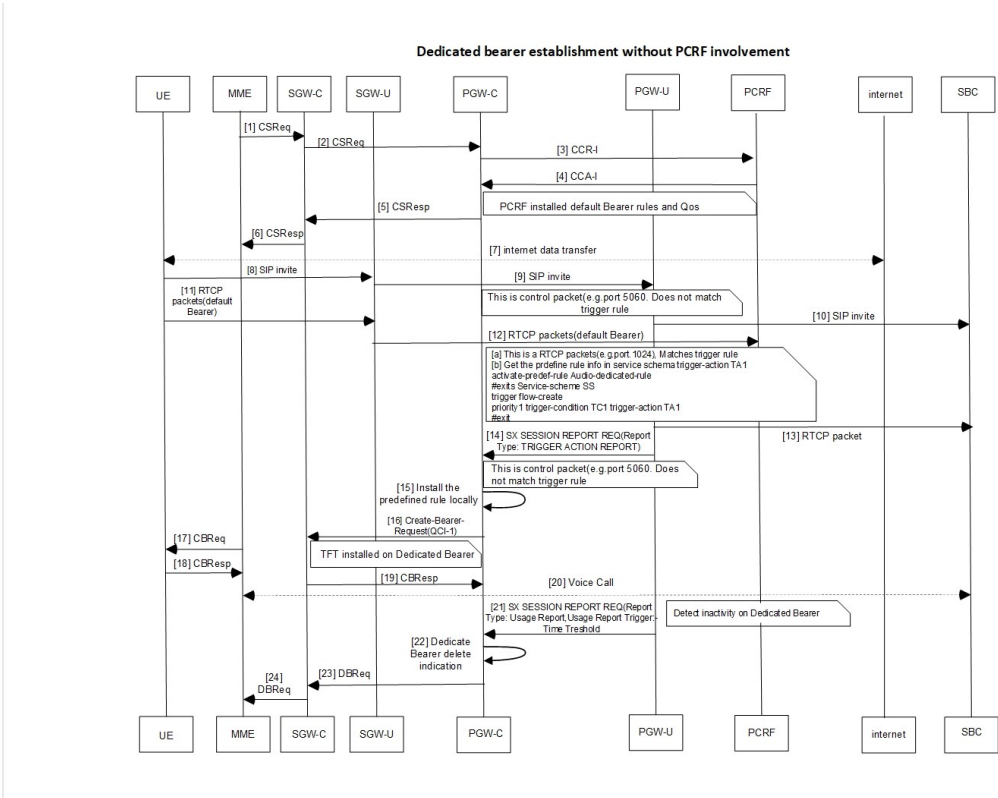 Dedicated bearer establishment without PCRF involvement
UE
MME
SGW-C
SGW-U
PGW-C
PGW-U
PCRF
internet
SBC
[1] CSReq
[2] CSReq
[3] CCR-I
[4] CCA-I
PCRF installed default Bearer rules and Qos
[5] CSResp
[6] CSResp
[7] internet data transfer
[8] SIP invite
[9] SIP invite
[11] RTCP
packets(default
Bearer)
This is control packet(e.g.port 5060. Does not match
trigger rule
[10] SIP invite
[12] RTCP packets(default Bearer)
[a] This is a RTCP packets(e.g.port.1024), Matches trigger rule
[b] Get the prdefine rule info in service schema trigger-action TA1
activate-predef-rule Audio-dedicated-rule
#exits Service-scheme SS
trigger flow-create
priority1 trigger-condition TC1 trigger-action TA1
#exit
[13] RTCP packet
[14] SX SESSION REPORT REQ(Report
Type: TRIGGER ACTION REPORT)
This is control packet(e.g.port 5060. Does
not match trigger rule
[15] Install the
predefined rule locally
[16] Create-Bearer-
Request(QCI-1)
[17] CBReq
TFT installed on Dedicated Bearer
[18] CBResp
[19] CBResp
[20] Voice Call
[21] SX SESSION REPORT REQ(Report
Type: Usage Report,Usage Report Trigger:-
Time Treshold
Detect inactivity on Dedicated Bearer
[22] Dedicate
Bearer delete
indication
[23] DBReq
[24]
DBReq
UE
MME
SGW-C
SGW-U
PGW-C
PGW-U
PCRF
internet
SBC